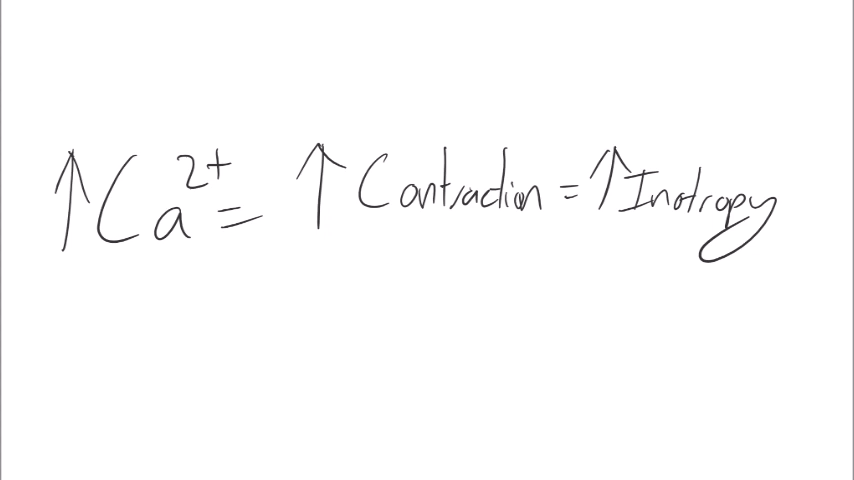 ↑Ca²⁺ = ↑ Contraction = ↑Inotropy